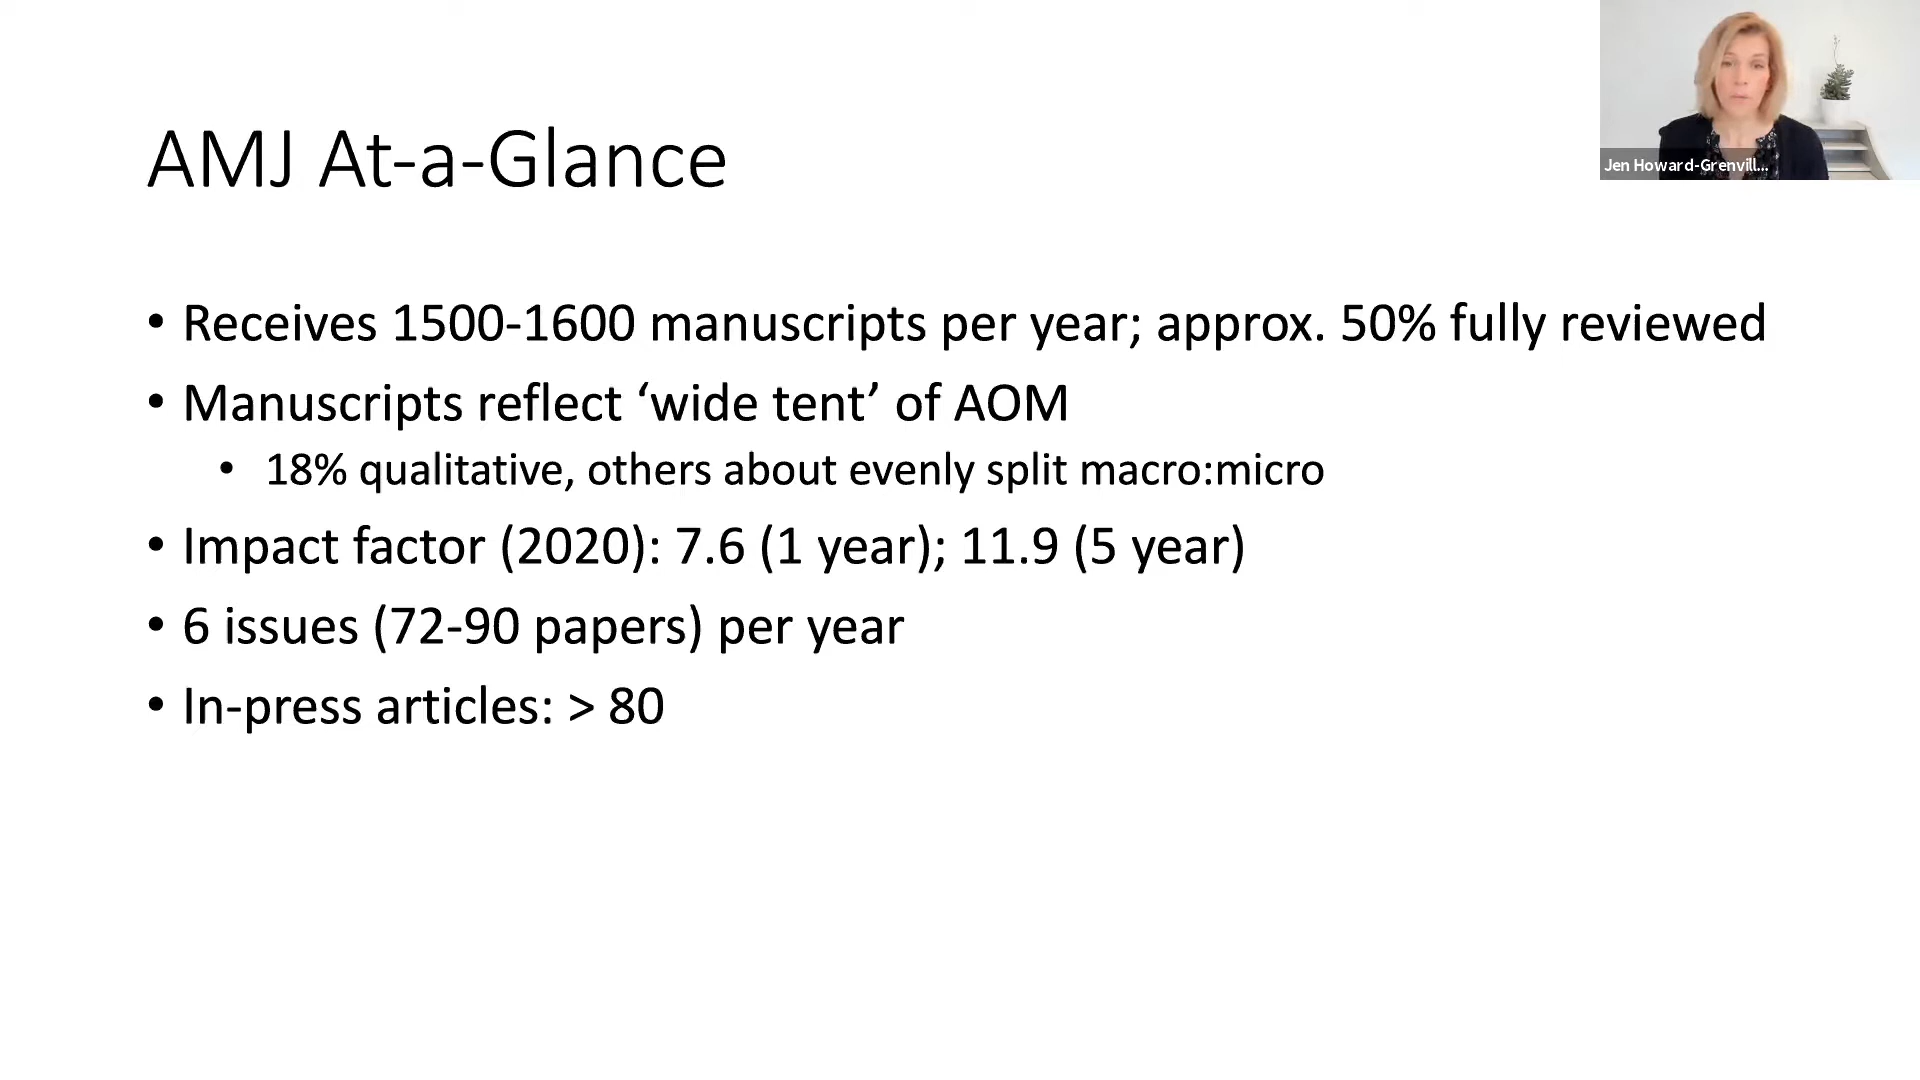 AMJ At-a-Glance
Jen Howard-Grenvill...
• Receives 1500-1600 manuscripts per year; approx. 50% fully reviewed
• Manuscripts reflect ‘wide tent’ of AOM
• 18% qualitative, others about evenly split macro:micro
• Impact factor (2020): 7.6 (1 year); 11.9 (5 year)
• 6 issues (72-90 papers) per year
• In-press articles: > 80